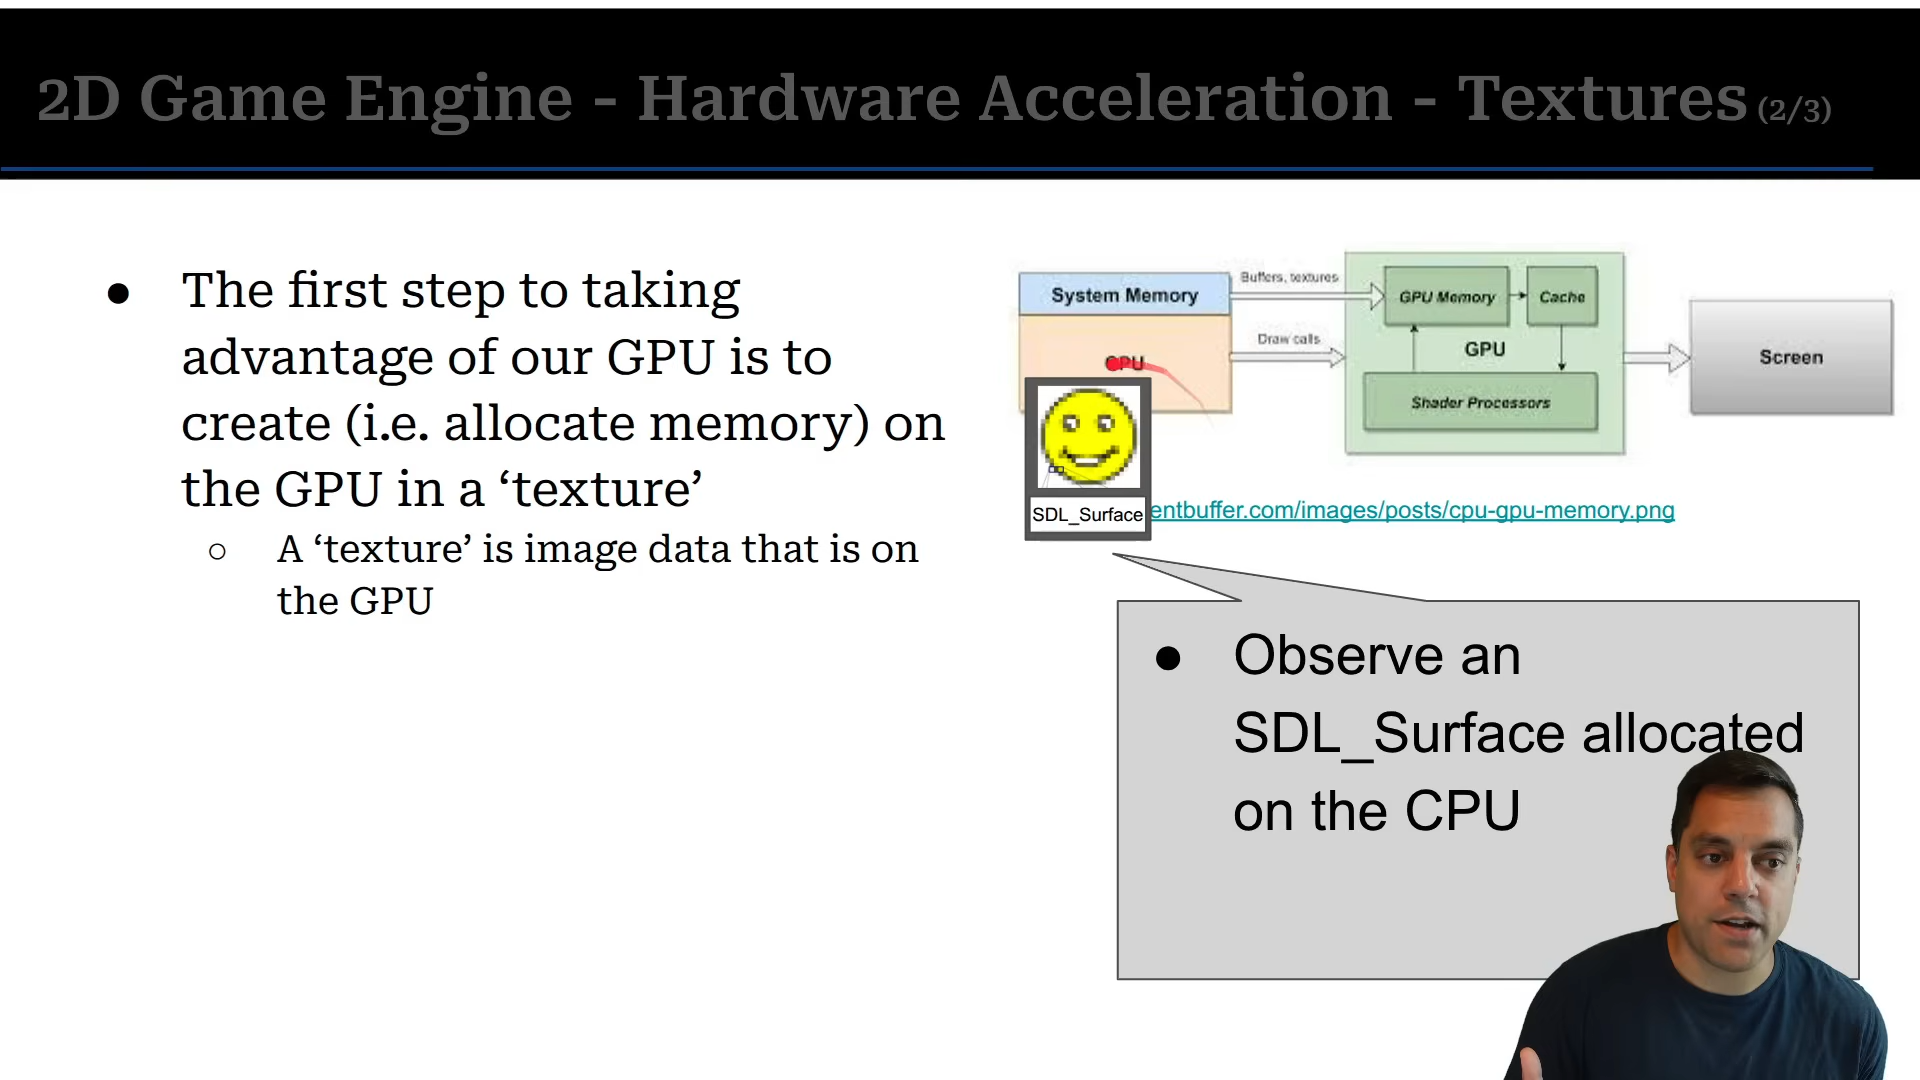 2D Game Engine - Hardware Acceleration - Textures (2/3)
● The first step to taking
advantage of our GPU is to
create (i.e. allocate memory) on
the GPU in a ‘texture’
○ A ‘texture’ is image data that is on
the GPU
System Memory
CPU
Buffers, textures
Draw calls
GPU Memory
Cache
GPU
Shader Processors
Screen
SDL_Surface
entbuffer.com/images/posts/cpu-gpu-memory.png
● Observe an
SDL_Surface allocated
on the CPU